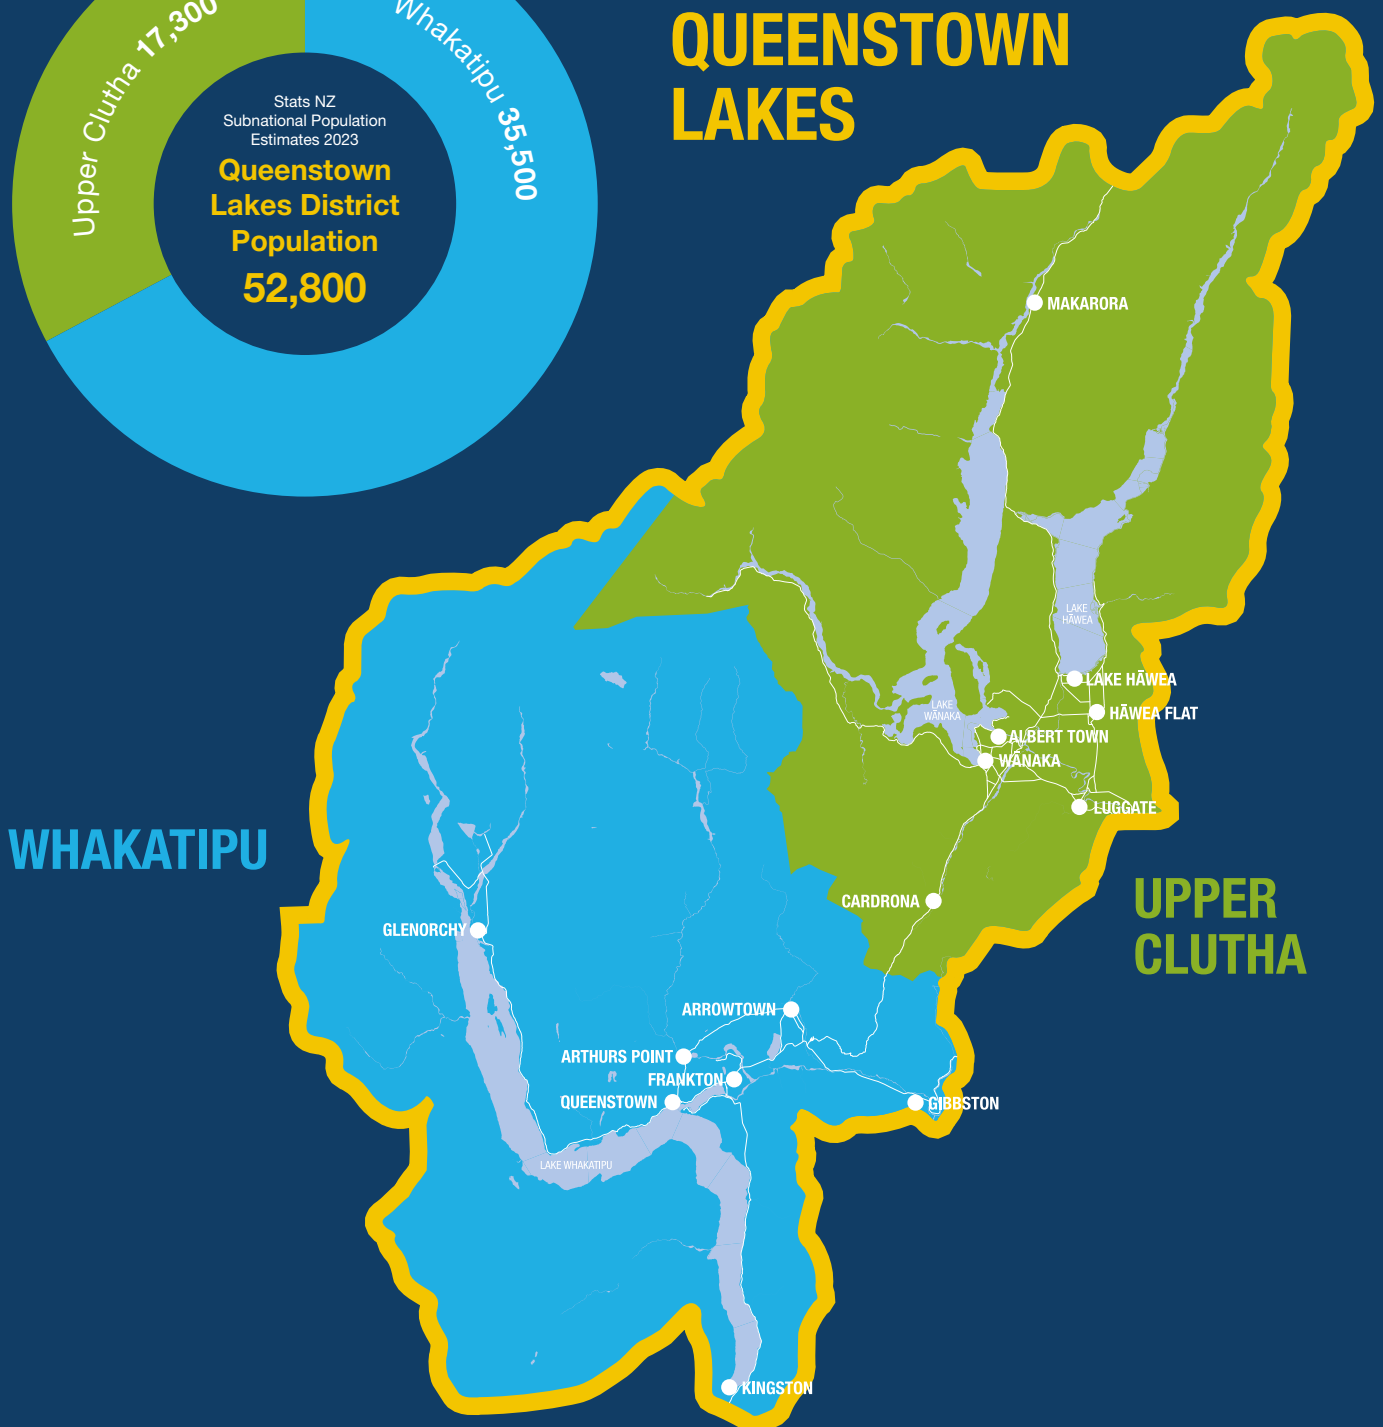 QUEENSTOWN
LAKES
Upper Clutha 17,300
Whakatipu 35,500
Stats NZ
Subnational Population
Estimates 2023
Queenstown
Lakes District
Population
52,800
MAKARORA
LAKE
HĀWEA
LAKE HĀWEA
HĀWEA FLAT
LAKE
WĀNAKA
ALBERT TOWN
WĀNAKA
LUGGATE
WHAKATIPU
UPPER
CLUTHA
CARDRONA
GLENORCHY
ARROWTOWN
ARTHURS POINT
FRANKTON
QUEENSTOWN
GIBBSTON
LAKE WHAKATIPU
KINGSTON